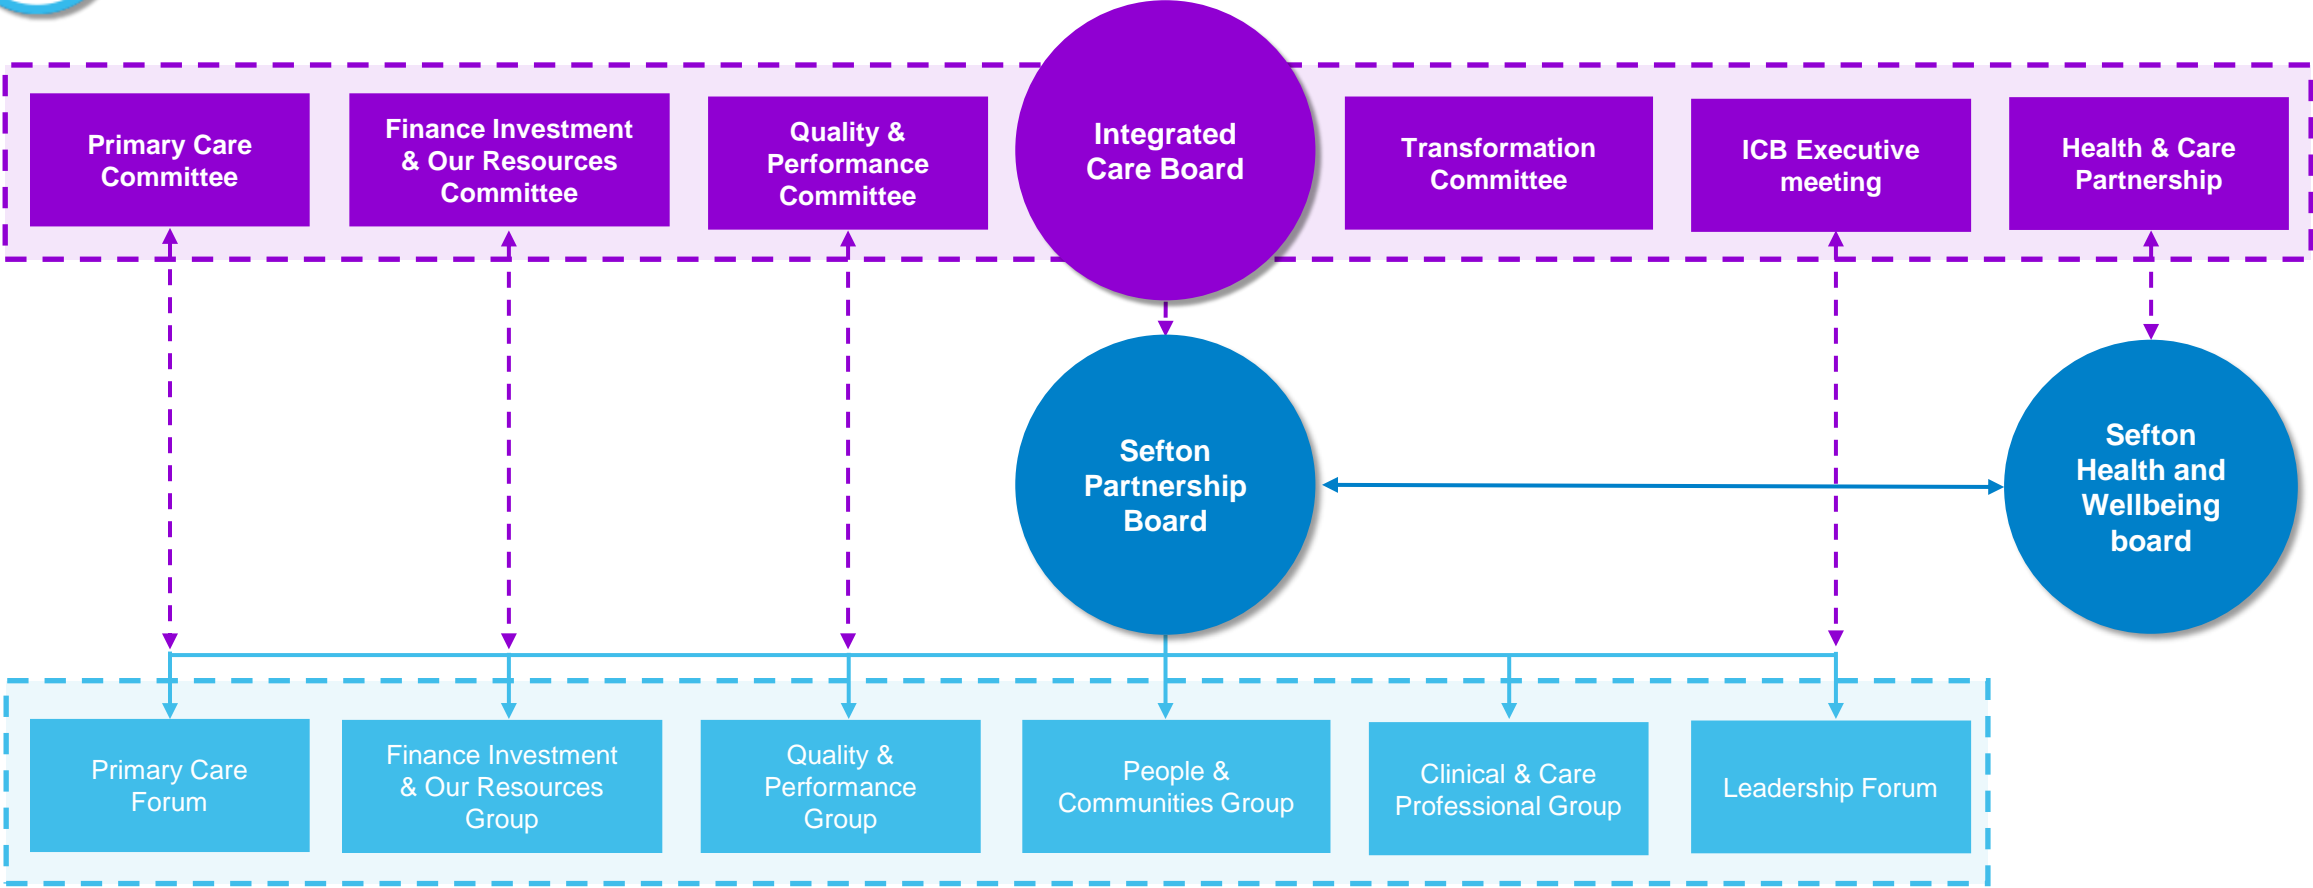 Primary Care
Committee
Finance Investment
& Our Resources
Committee
Quality &
Performance
Committee
Integrated
Care Board
Transformation
Committee
ICB Executive
meeting
Health & Care
Partnership
Sefton
Partnership
Board
Sefton
Health and
Wellbeing
board
Primary Care
Forum
Finance Investment
& Our Resources
Group
Quality &
Performance
Group
People &
Communities Group
Clinical & Care
Professional Group
Leadership Forum